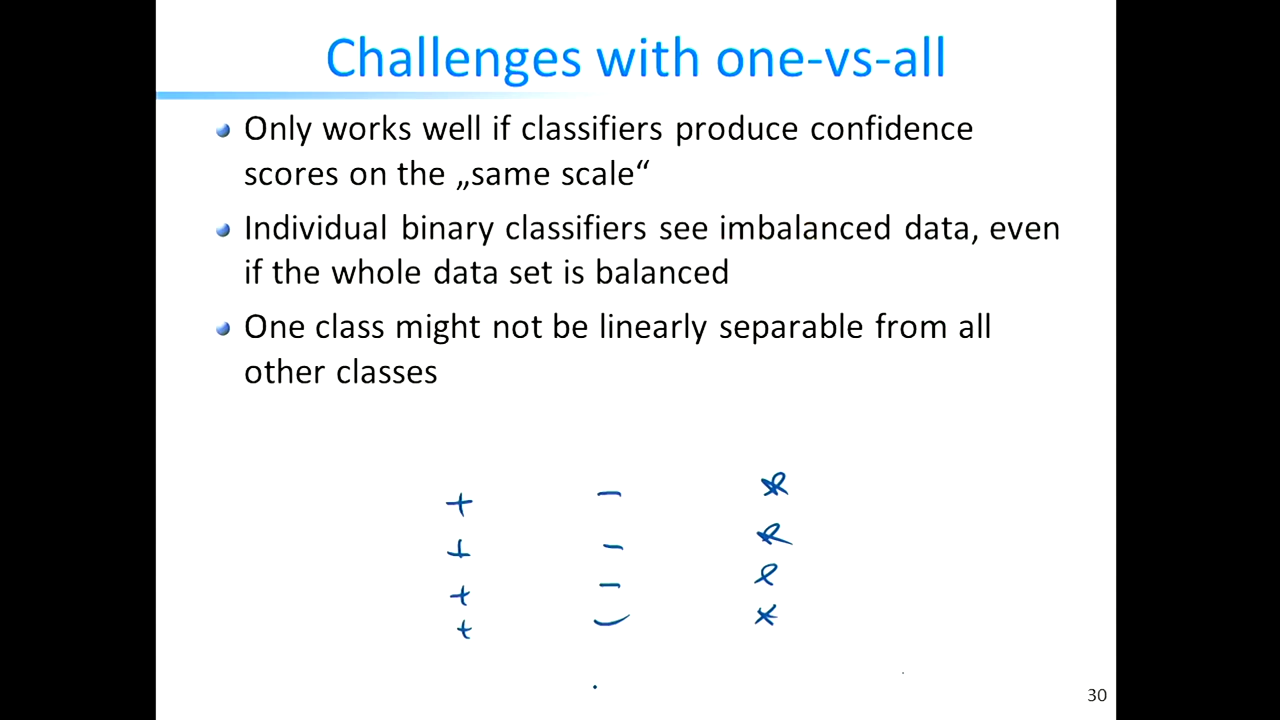 Challenges with one-vs-all
Only works well if classifiers produce confidence
scores on the „same scale“
Individual binary classifiers see imbalanced data, even
if the whole data set is balanced
One class might not be linearly separable from all
other classes
+ - *
+ - *
+ - *
+ - *
30